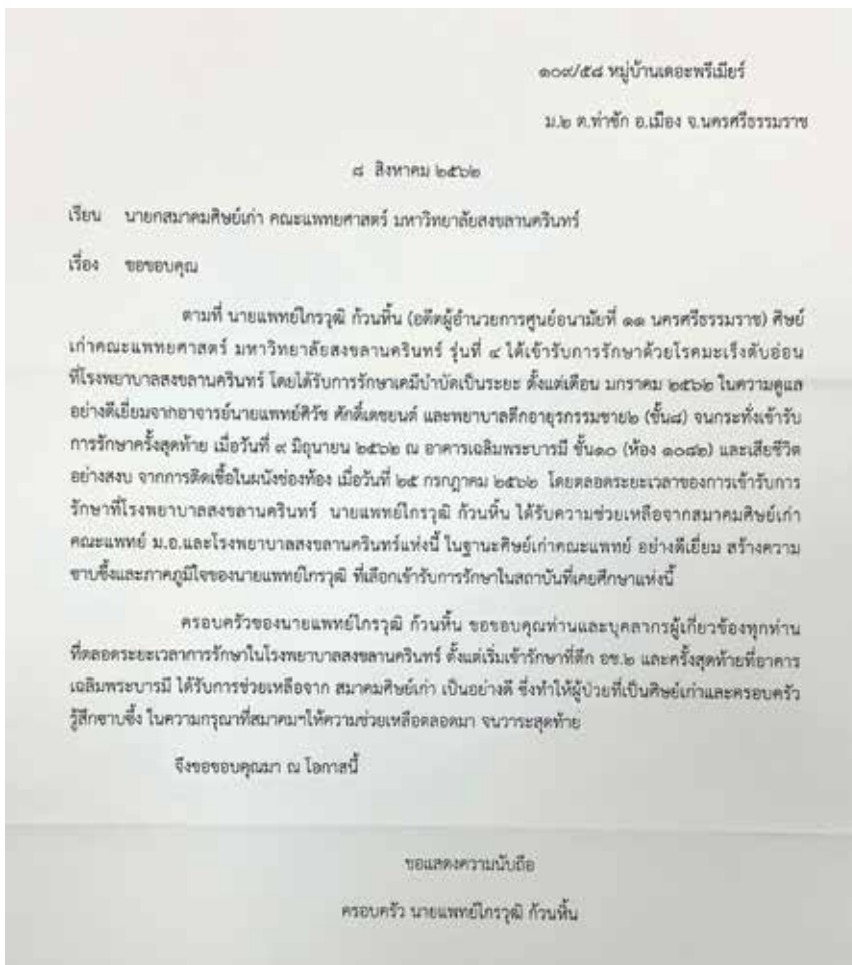 ๑๐๙/๕๘ หมู่บ้านเดอะพรีเมียร์
ม.๒ ต.ท่าซัก อ.เมือง จ.นครศรีธรรมราช
๘ สิงหาคม ๒๕๖๒
เรียน นายกสมาคมศิษย์เก่า คณะแพทยศาสตร์ มหาวิทยาลัยสงขลานครินทร์
เรื่อง ขอขอบคุณ
ตามที่ นายแพทย์ไกรวุฒิ ก้วนหิ้น (อดีตผู้อำนวยการศูนย์อนามัยที่ ๑๑ นครศรีธรรมราช) ศิษย์
เก่าคณะแพทยศาสตร์ มหาวิทยาลัยสงขลานครินทร์ รุ่นที่ ๔ ได้เข้ารับการรักษาด้วยโรคมะเร็งตับอ่อน
ที่โรงพยาบาลสงขลานครินทร์ โดยได้รับการรักษาเคมีบำบัดเป็นระยะ ตั้งแต่เดือน มกราคม ๒๕๖๒ ในความดูแล
อย่างดีเยี่ยมจากอาจารย์นายแพทย์ศิวัช ศักดิ์เดชยนต์ และพยาบาลตึกอายุรกรรมชาย๒ (ชั้น๘) จนกระทั่งเข้ารับ
การรักษาครั้งสุดท้าย เมื่อวันที่ ๙ มิถุนายน ๒๕๖๒ ณ อาคารเฉลิมพระบารมี ชั้น๑๐ (ห้อง ๑๐๘๒) และเสียชีวิต
อย่างสงบ จากการติดเชื้อในผนังช่องท้อง เมื่อวันที่ ๒๕ กรกฎาคม ๒๕๖๒ โดยตลอดระยะเวลาของการเข้ารับการ
รักษาที่โรงพยาบาลสงขลานครินทร์ นายแพทย์ไกรวุฒิ ก้วนหิ้น ได้รับความช่วยเหลือจากสมาคมศิษย์เก่า
คณะแพทย์ ม.อ.และโรงพยาบาลสงขลานครินทร์แห่งนี้ ในฐานะศิษย์เก่าคณะแพทย์ อย่างดีเยี่ยม สร้างความ
ซาบซึ้งและภาคภูมิใจของนายแพทย์ไกรวุฒิ ที่เลือกเข้ารับการรักษาในสถาบันที่เคยศึกษาแห่งนี้
ครอบครัวของนายแพทย์ไกรวุฒิ ก้วนหิ้น ขอขอบคุณท่านและบุคลากรผู้เกี่ยวข้องทุกท่าน
ที่ตลอดระยะเวลาการรักษาในโรงพยาบาลสงขลานครินทร์ ตั้งแต่เริ่มเข้ารักษาที่ตึก อช.๒ และครั้งสุดท้ายที่อาคาร
เฉลิมพระบารมี ได้รับการช่วยเหลือจาก สมาคมศิษย์เก่า เป็นอย่างดี ซึ่งทำให้ผู้ป่วยที่เป็นศิษย์เก่าและครอบครัว
รู้สึกซาบซึ้ง ในความกรุณาที่สมาคมฯให้ความช่วยเหลือตลอดมา จนวาระสุดท้าย
จึงขอขอบคุณมา ณ โอกาสนี้
ขอแสดงความนับถือ
ครอบครัว นายแพทย์ไกรวุฒิ ก้วนหิ้น